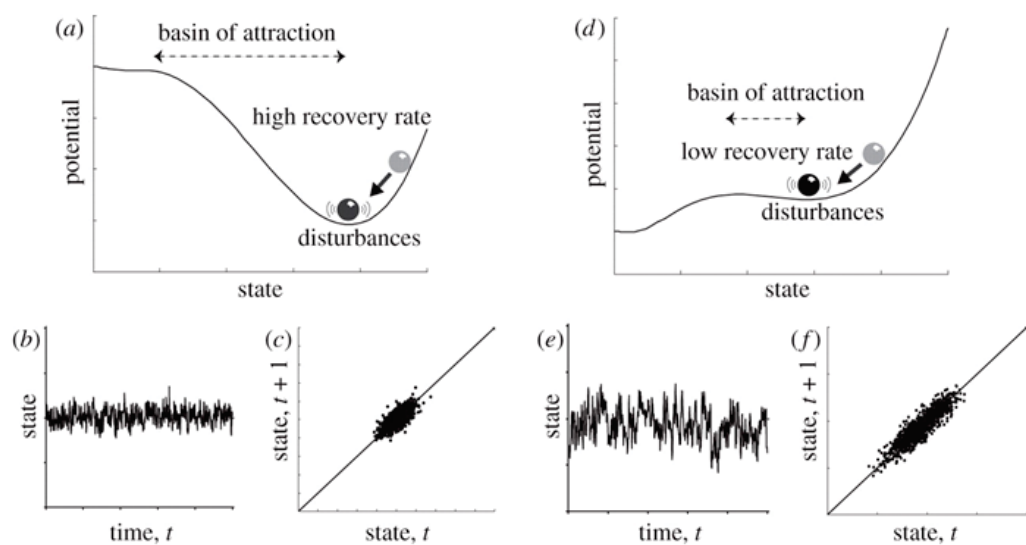 (a)
basin of attraction
high recovery rate
potential
disturbances
state
(d)
basin of attraction
low recovery rate
potential
disturbances
state
(b)
state
time, t
(c)
state, t + 1
state, t
(e)
state
time, t
(f)
state, t + 1
state, t